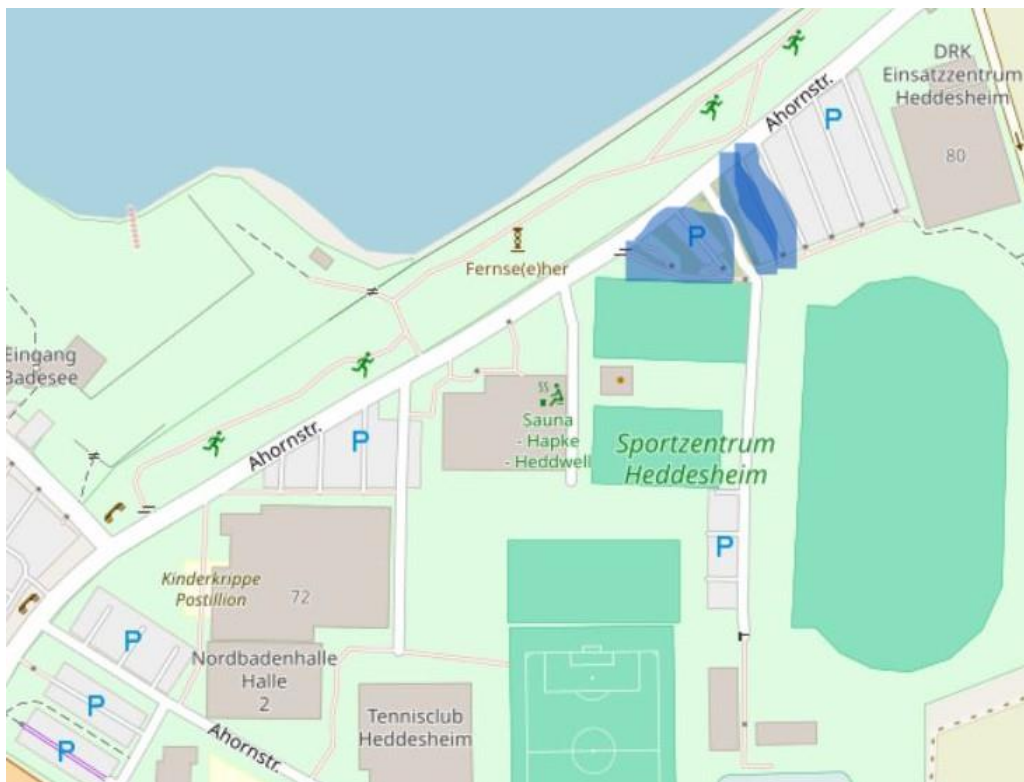 DRK
Einsatzzentrum
Heddesheim
Ahornstr.
P
80
P
Fernse(e)her
Eingang
Badesee
SS
Sauna
- Hapke
- Heddwell
Sportzentrum
Heddesheim
Ahornstr.
P
P
Kinderkrippe
Postillion
72
P
Nordbadenhalle
Halle
2
P
Tennisclub
Heddesheim
Ahornstr.
P